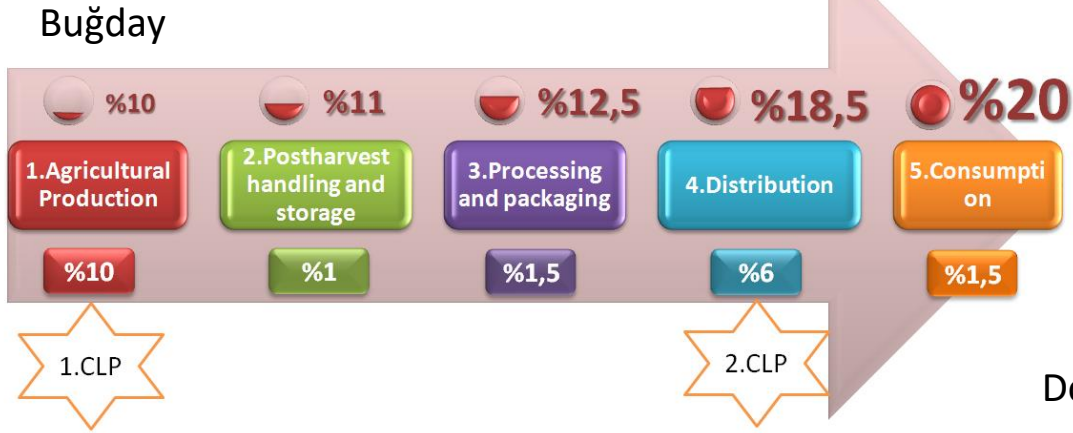 Buğday
%10
%11
%12,5
%18,5
%20
1.Agricultural
Production
2.Postharvest
handling and
storage
3.Processing
and packaging
4.Distribution
5.Consumpti
on
%10
%1
%1,5
%6
%1,5
1.CLP
2.CLP